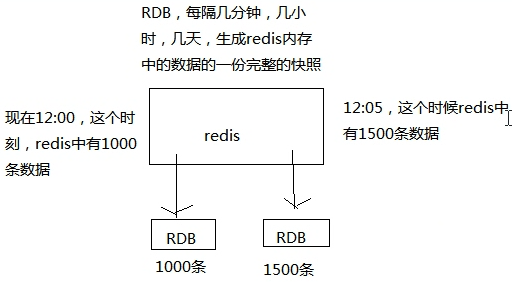 RDB，每隔几分钟，几小
时，几天，生成redis内存
中的数据的一份完整的快照
现在12:00，这个时
刻，redis中有1000
条数据
redis
12:05，这个时候redis中
有1500条数据
RDB
1000条
RDB
1500条